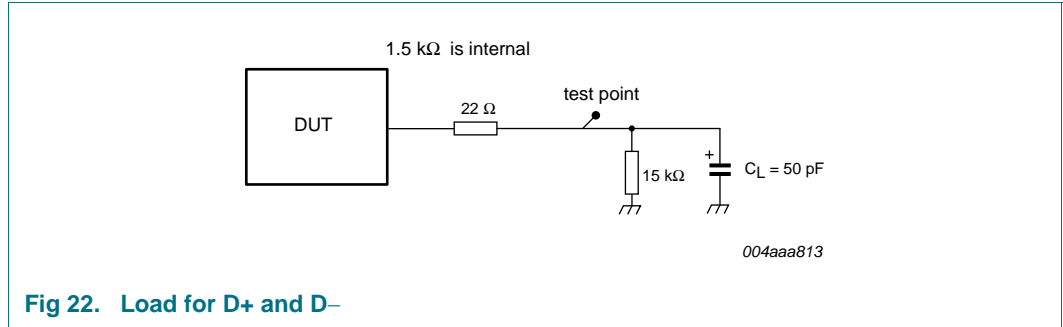 1.5 kΩ is internal
test point
22 Ω
DUT
+
15 kΩ
CL = 50 pF
004aaa813
Fig 22. Load for D+ and D−